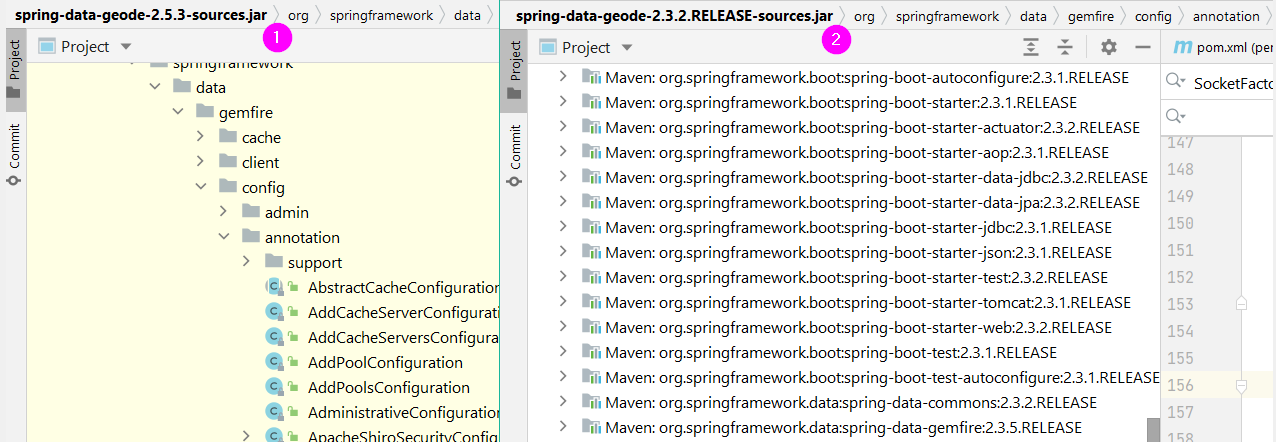 spring-data-geode-2.5.3-sources.jar org springframework data
1
Project
Project
Commit
springframework
data
gemfire
cache
client
config
admin
annotation
support
AbstractCacheConfiguration
AddCacheServerConfigurati
AddCacheServersConfigura
AddPoolConfiguration
AddPoolsConfiguration
AdministrativeConfiguration
ApacheShiroSecurityConfig
spring-data-geode-2.3.2.RELEASE-sources.jar org springframework data gemfire config annotation
2
Project
Project
Commit
Maven: org.springframework.boot:spring-boot-autoconfigure:2.3.1.RELEASE
Maven: org.springframework.boot:spring-boot-starter:2.3.1.RELEASE
Maven: org.springframework.boot:spring-boot-starter-actuator:2.3.2.RELEASE
Maven: org.springframework.boot:spring-boot-starter-aop:2.3.1.RELEASE
Maven: org.springframework.boot:spring-boot-starter-data-jdbc:2.3.2.RELEASE
Maven: org.springframework.boot:spring-boot-starter-data-jpa:2.3.2.RELEASE
Maven: org.springframework.boot:spring-boot-starter-jdbc:2.3.1.RELEASE
Maven: org.springframework.boot:spring-boot-starter-json:2.3.1.RELEASE
Maven: org.springframework.boot:spring-boot-starter-test:2.3.2.RELEASE
Maven: org.springframework.boot:spring-boot-starter-tomcat:2.3.1.RELEASE
Maven: org.springframework.boot:spring-boot-starter-web:2.3.2.RELEASE
Maven: org.springframework.boot:spring-boot-test:2.3.1.RELEASE
Maven: org.springframework.boot:spring-boot-test-autoconfigure:2.3.1.RELEASE
Maven: org.springframework.data:spring-data-commons:2.3.2.RELEASE
Maven: org.springframework.data:spring-data-gemfire:2.3.5.RELEASE
m pom.xml (per
SocketFacto
147
148
149
150
151
152
153
154
155
156
157
158